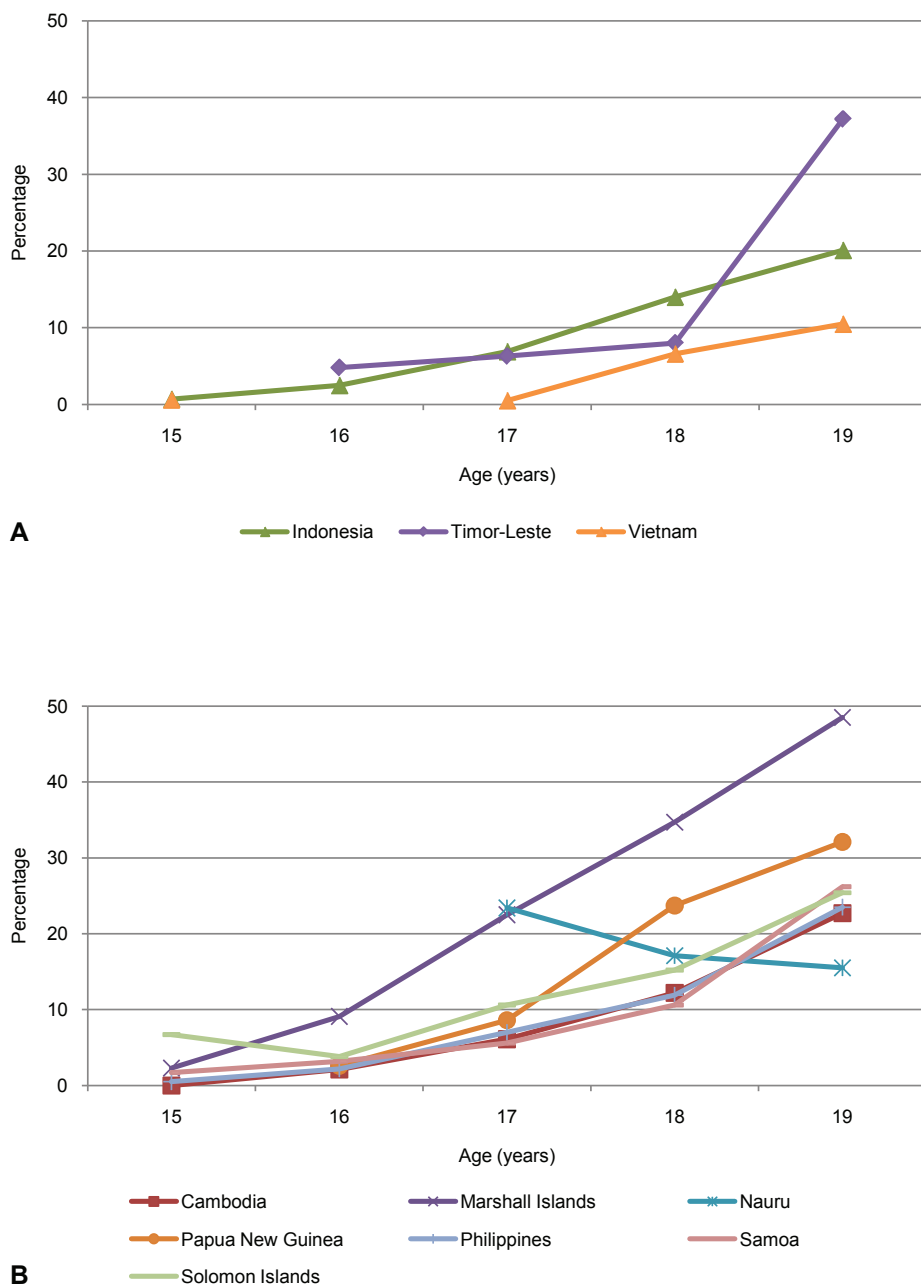 50
40
30
20
10
0
Percentage
15 16 17 18 19
Age (years)
A
Indonesia Timor-Leste Vietnam
50
40
30
20
10
0
Percentage
15 16 17 18 19
Age (years)
Cambodia Marshall Islands Nauru
Papua New Guinea Philippines Samoa
Solomon Islands
B